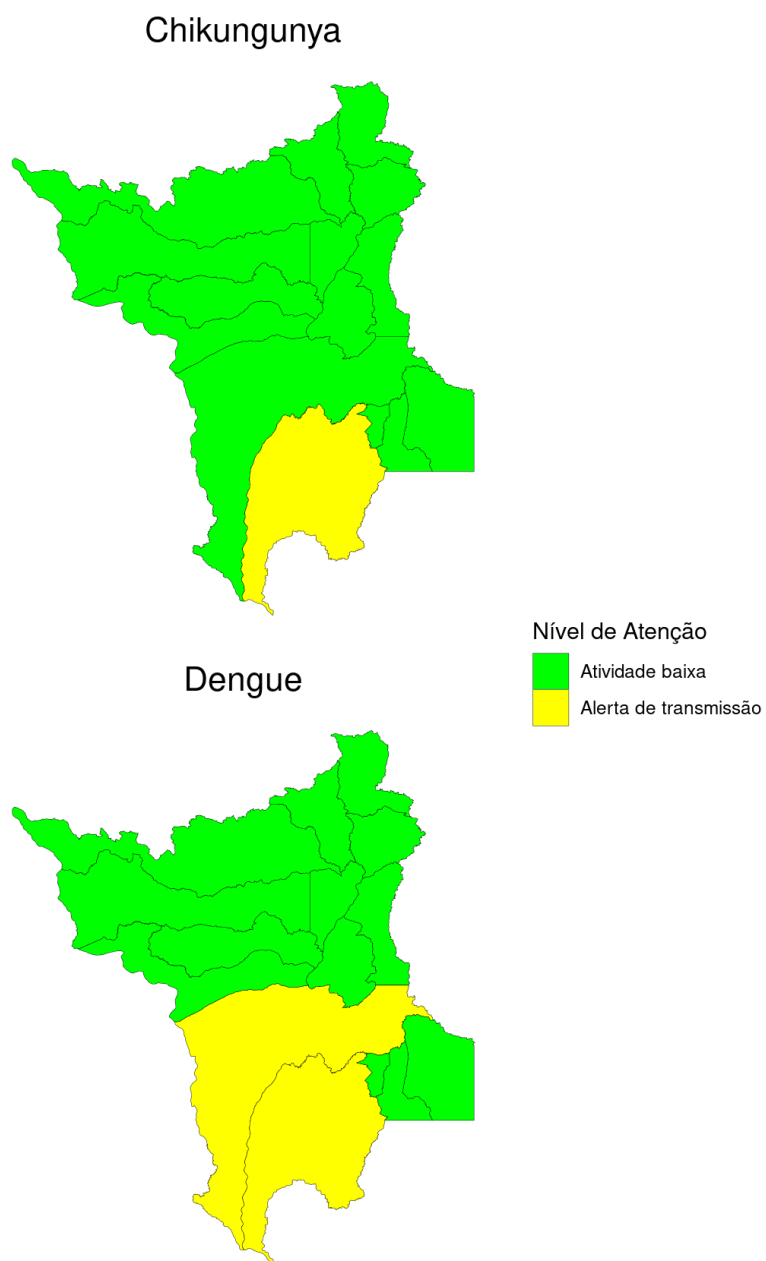 Chikungunya
Nível de Atenção
Atividade baixa
Alerta de transmissão
Dengue